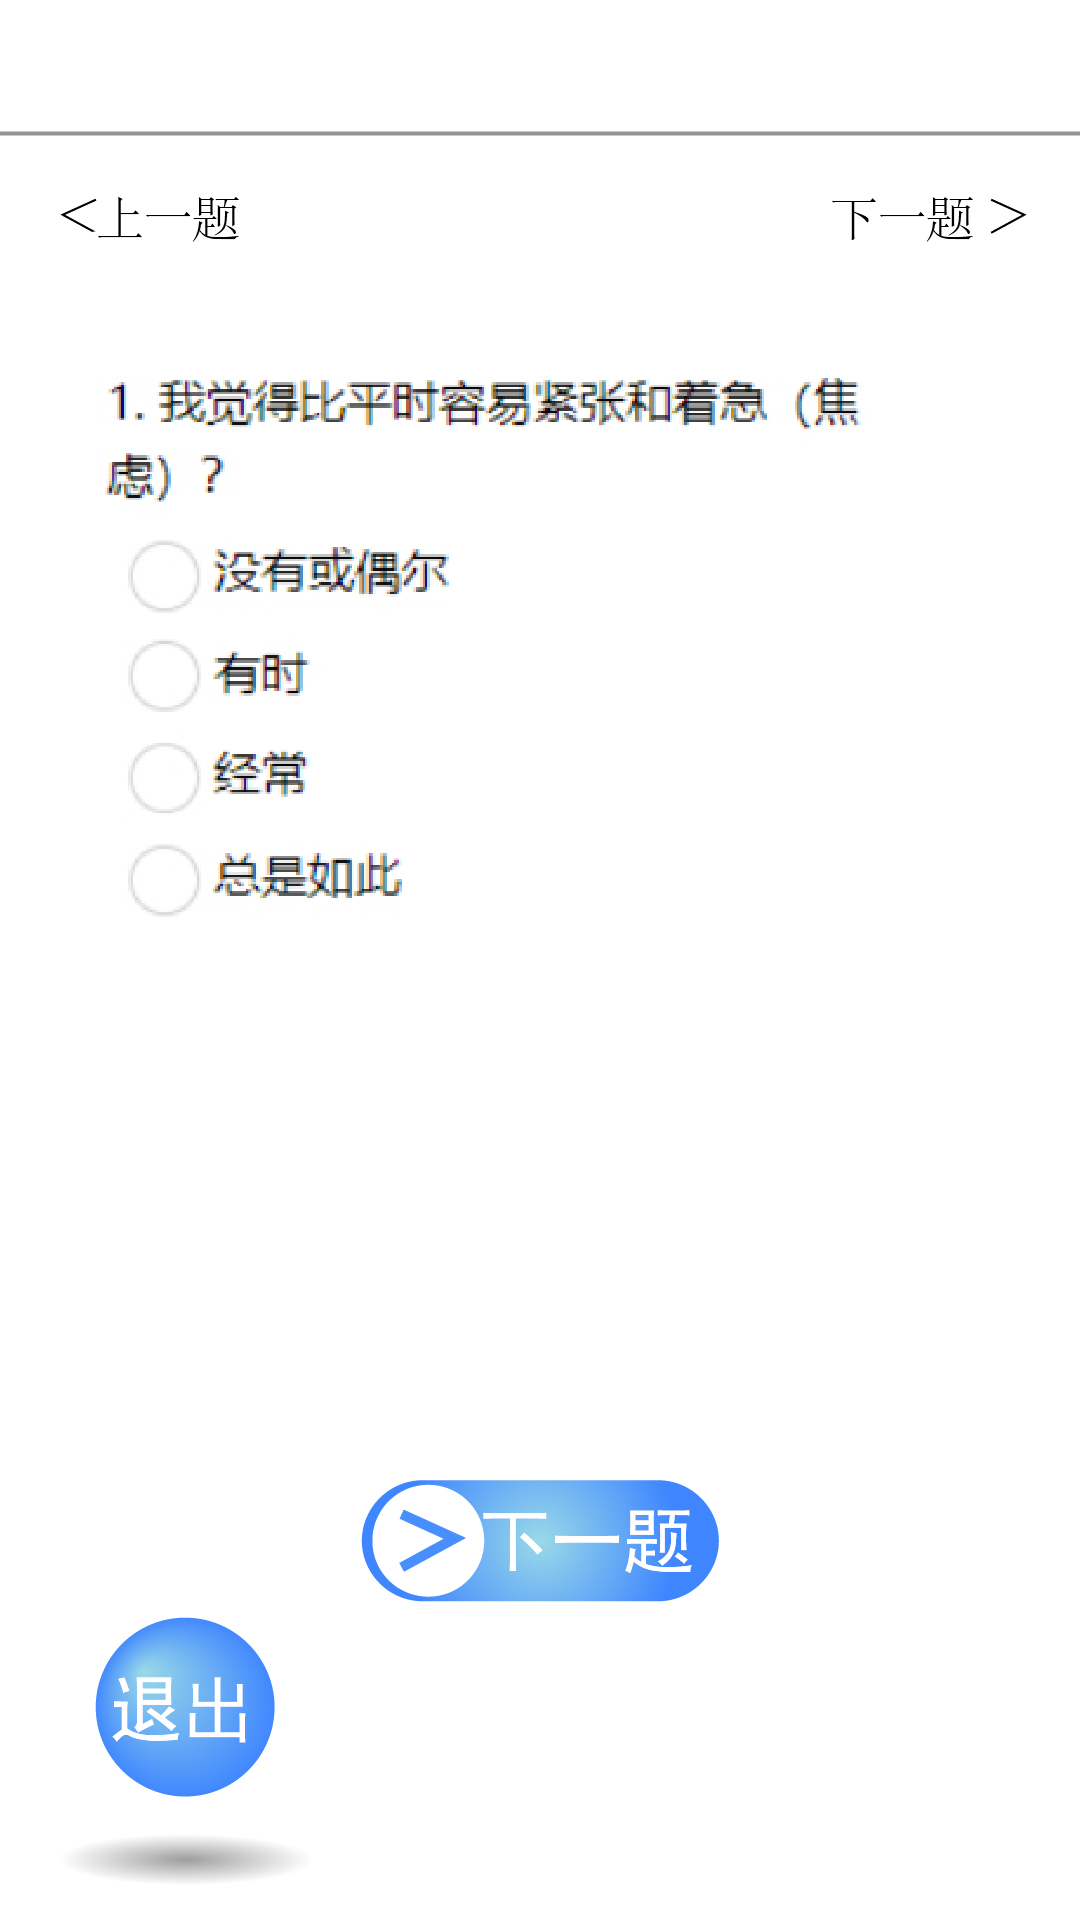 <上一题 下一题 >
1. 我觉得比平时容易紧张和着急（焦
虑）？
没有或偶尔
有时
经常
总是如此
>下一题
退出